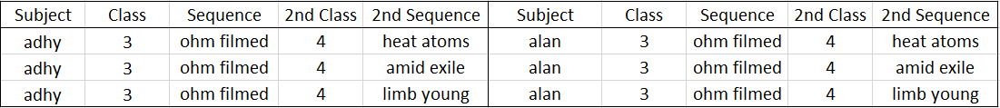 Subject Class Sequence 2nd Class 2nd Sequence Subject Class Sequence 2nd Class 2nd Sequence
adhy 3 ohm filmed 4 heat atoms alan 3 ohm filmed 4 heat atoms
adhy 3 ohm filmed 4 amid exile alan 3 ohm filmed 4 amid exile
adhy 3 ohm filmed 4 limb young alan 3 ohm filmed 4 limb young